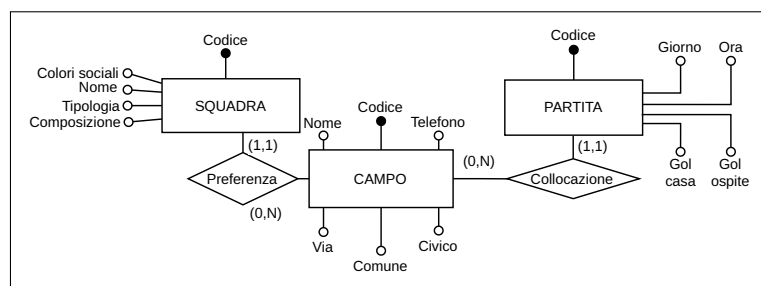 Codice
Colori sociali
Nome
Tipologia
Composizione
SQUADRA
(1,1)
Preferenza
(0,N)
Nome
Codice
Telefono
CAMPO
Via
Comune
Civico
(0,N)
Collocazione
(1,1)
Codice
PARTITA
Giorno
Ora
Gol
casa
Gol
ospite